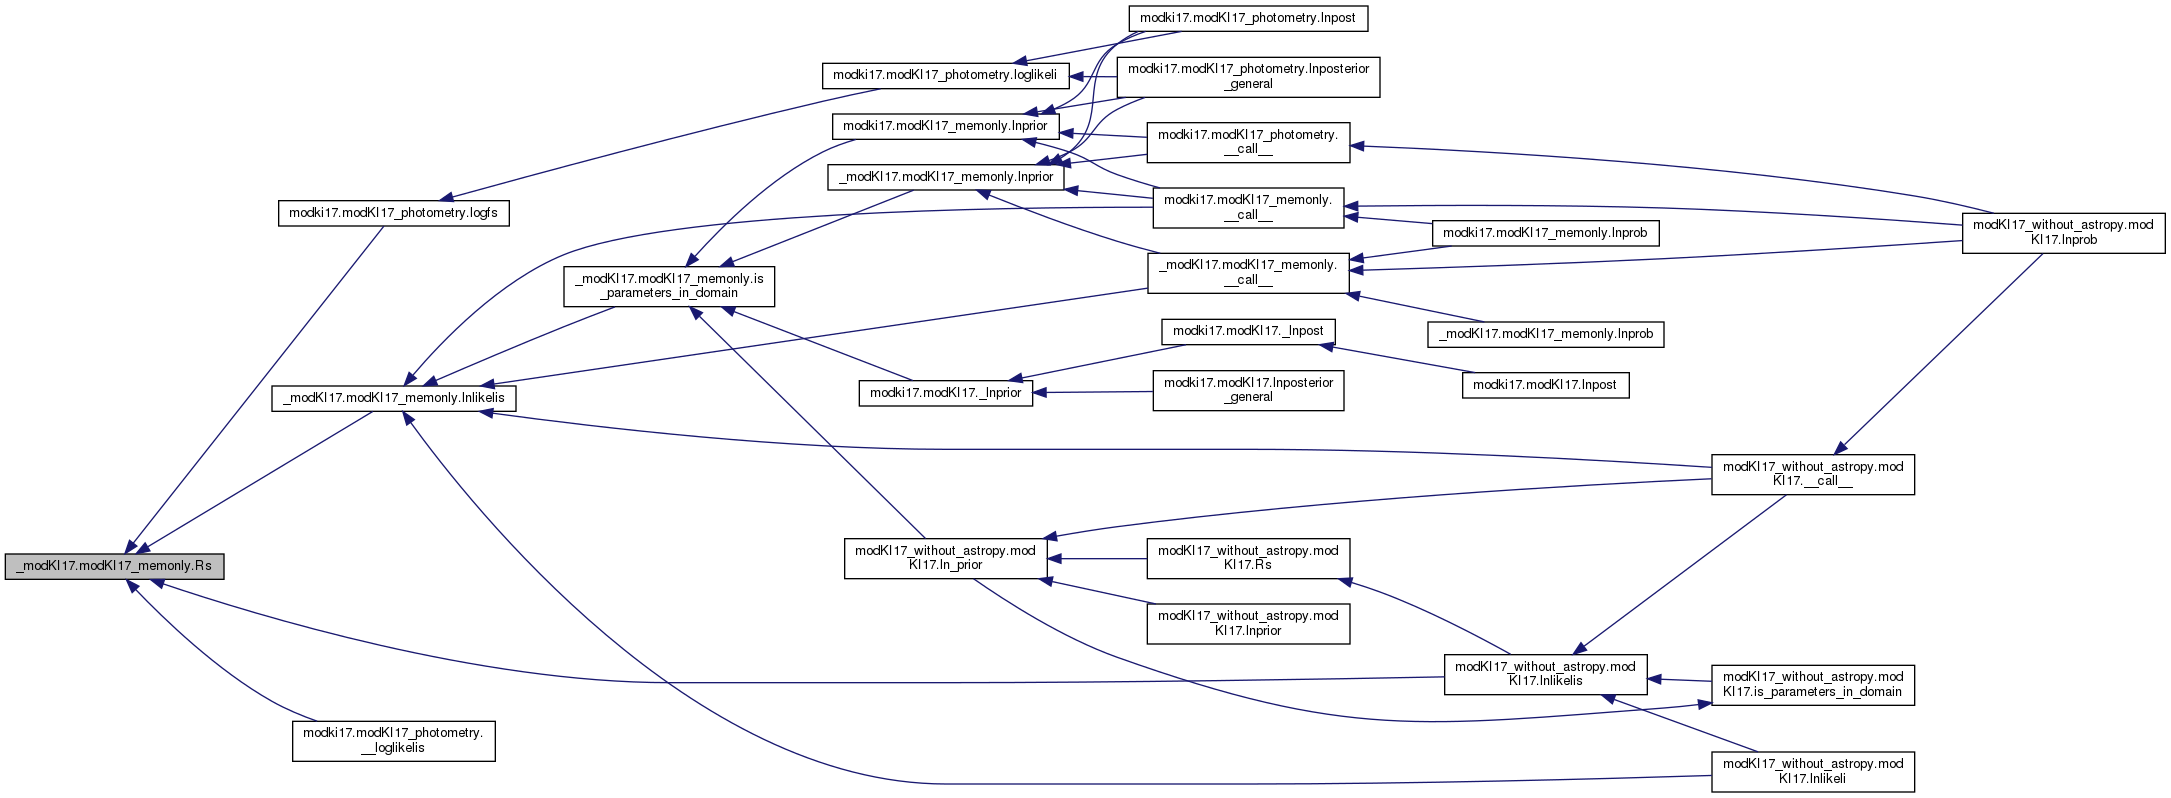 modki17.modKI17_photometry.lnpost
modki17.modKI17_photometry.loglikeli
modki17.modKI17_photometry.lnposterior
_general
modki17.modKI17_memonly.lnprior
modki17.modKI17_photometry.
__call__
_modKI17.modKI17_memonly.lnprior
modki17.modKI17_memonly.
__call__
modki17.modKI17_photometry.logfs
modKI17_without_astropy.mod
KI17.lnprob
modki17.modKI17_memonly.lnprob
_modKI17.modKI17_memonly.is
_parameters_in_domain
_modKI17.modKI17_memonly.
__call__
modki17.modKI17._lnpost
_modKI17.modKI17_memonly.lnprob
_modKI17.modKI17_memonly.lnlikelis
modki17.modKI17._lnprior
modki17.modKI17.lnposterior
_general
modki17.modKI17.lnpost
modKI17_without_astropy.mod
KI17.__call__
_modKI17.modKI17_memonly.Rs
modKI17_without_astropy.mod
KI17.ln_prior
modKI17_without_astropy.mod
KI17.Rs
modKI17_without_astropy.mod
KI17.lnprior
modKI17_without_astropy.mod
KI17.lnlikelis
modKI17_without_astropy.mod
KI17.is_parameters_in_domain
modki17.modKI17_photometry.
__loglikelis
modKI17_without_astropy.mod
KI17.lnlikeli